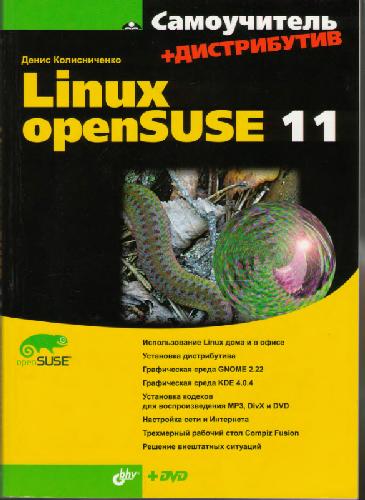 Самоучитель
+ДИСТРИБУТИВ
Денис Колисниченко
Linux
openSUSE 11
openSUSE
Использование Linux дома и в офисе
Установка дистрибутива
Графическая среда GNOME 2.22
Графическая среда KDE 4.0.4
Установка кодеков
для воспроизведения MP3, DivX и DVD
Настройка сети и Интернета
Трехмерный рабочий стол Compiz Fusion
Решение внештатных ситуаций
bhv
+DVD